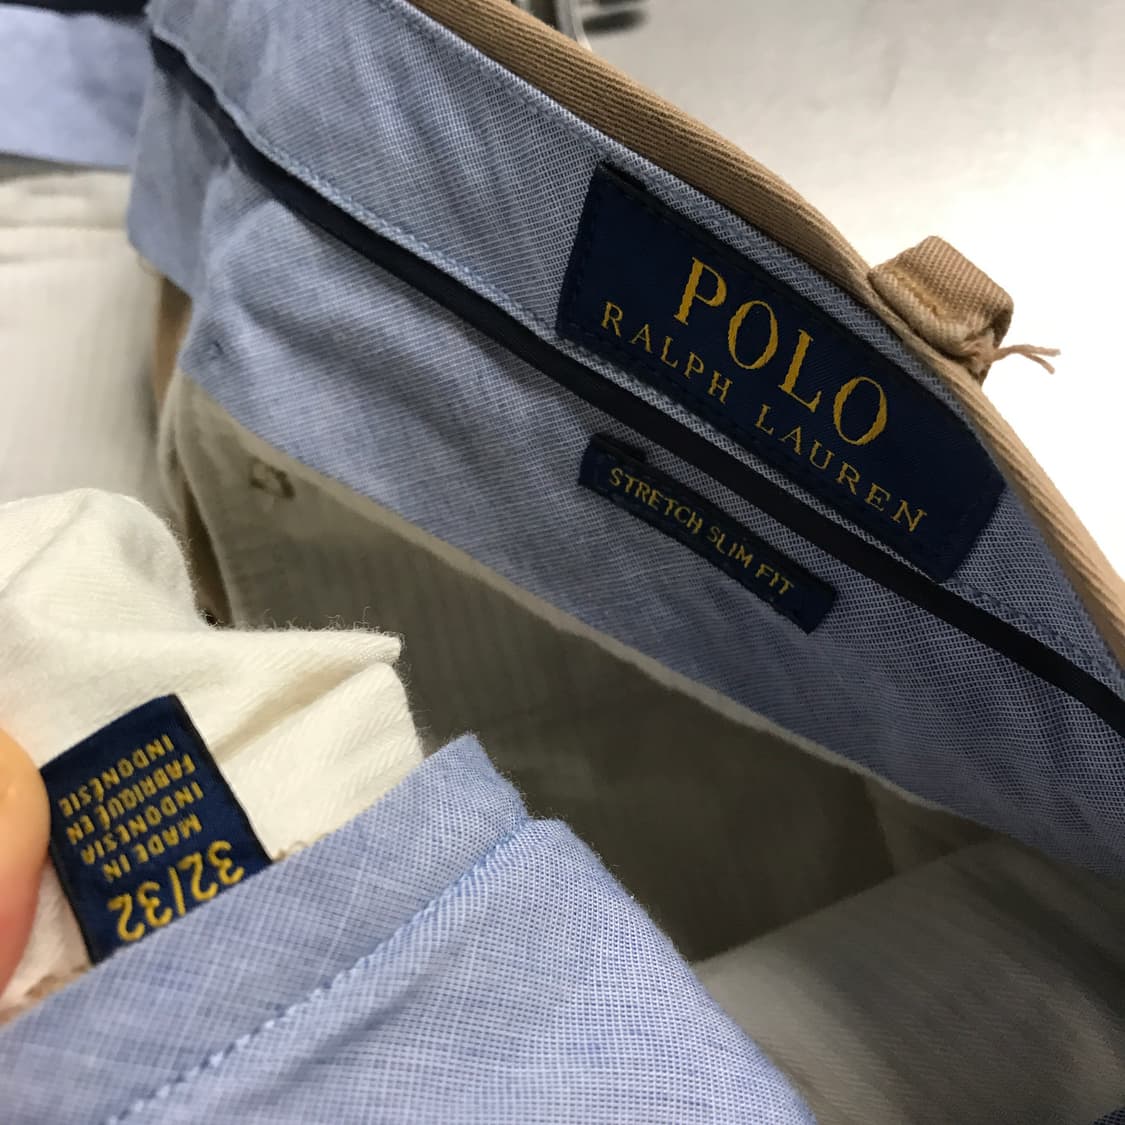 POLO
RALPH LAUREN
STRETCH SLIM FIT
32/32
MADE IN
INDONESIA
FABRIQUÉ EN
INDONÉSIE